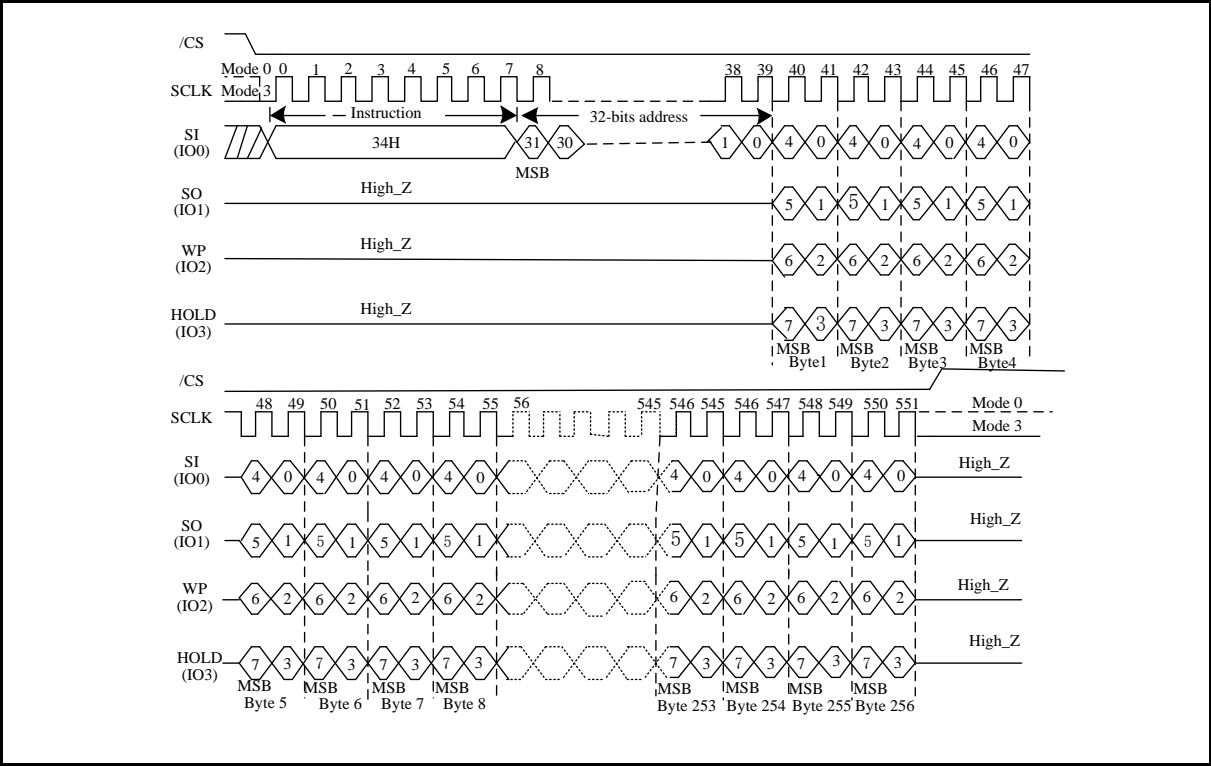 /CS
Mode 0 0 1 2 3 4 5 6 7 8 38 39 40 41 42 43 44 45 46 47
SCLK Mode 3
Instruction 32-bits address
SI
(IO0)
34H 31 30 1 0 4 0 4 0 4 0 4 0
MSB
SO
(IO1)
High_Z 5 1 5 1 5 1 5 1
WP
(IO2)
High_Z 6 2 6 2 6 2 6 2
HOLD
(IO3)
High_Z 7 3 7 3 7 3 7 3
MSB MSB MSB MSB
Byte1 Byte2 Byte3 Byte4
/CS
SCLK 48 49 50 51 52 53 54 55 56 545 546 545 546 547 548 549 550 551 Mode 0
Mode 3
SI
(IO0)
4 0 4 0 4 0 4 0 4 0 4 0 4 0 4 0 High_Z
SO
(IO1)
5 1 5 1 5 1 5 1 5 1 5 1 5 1 5 1 High_Z
WP
(IO2)
6 2 6 2 6 2 6 2 6 2 6 2 6 2 6 2 High_Z
HOLD
(IO3)
7 3 7 3 7 3 7 3 7 3 7 3 7 3 7 3 High_Z
MSB MSB MSB MSB MSB MSB MSB MSB
Byte 5 Byte 6 Byte 7 Byte 8 Byte 253 Byte 254 Byte 255 Byte 256